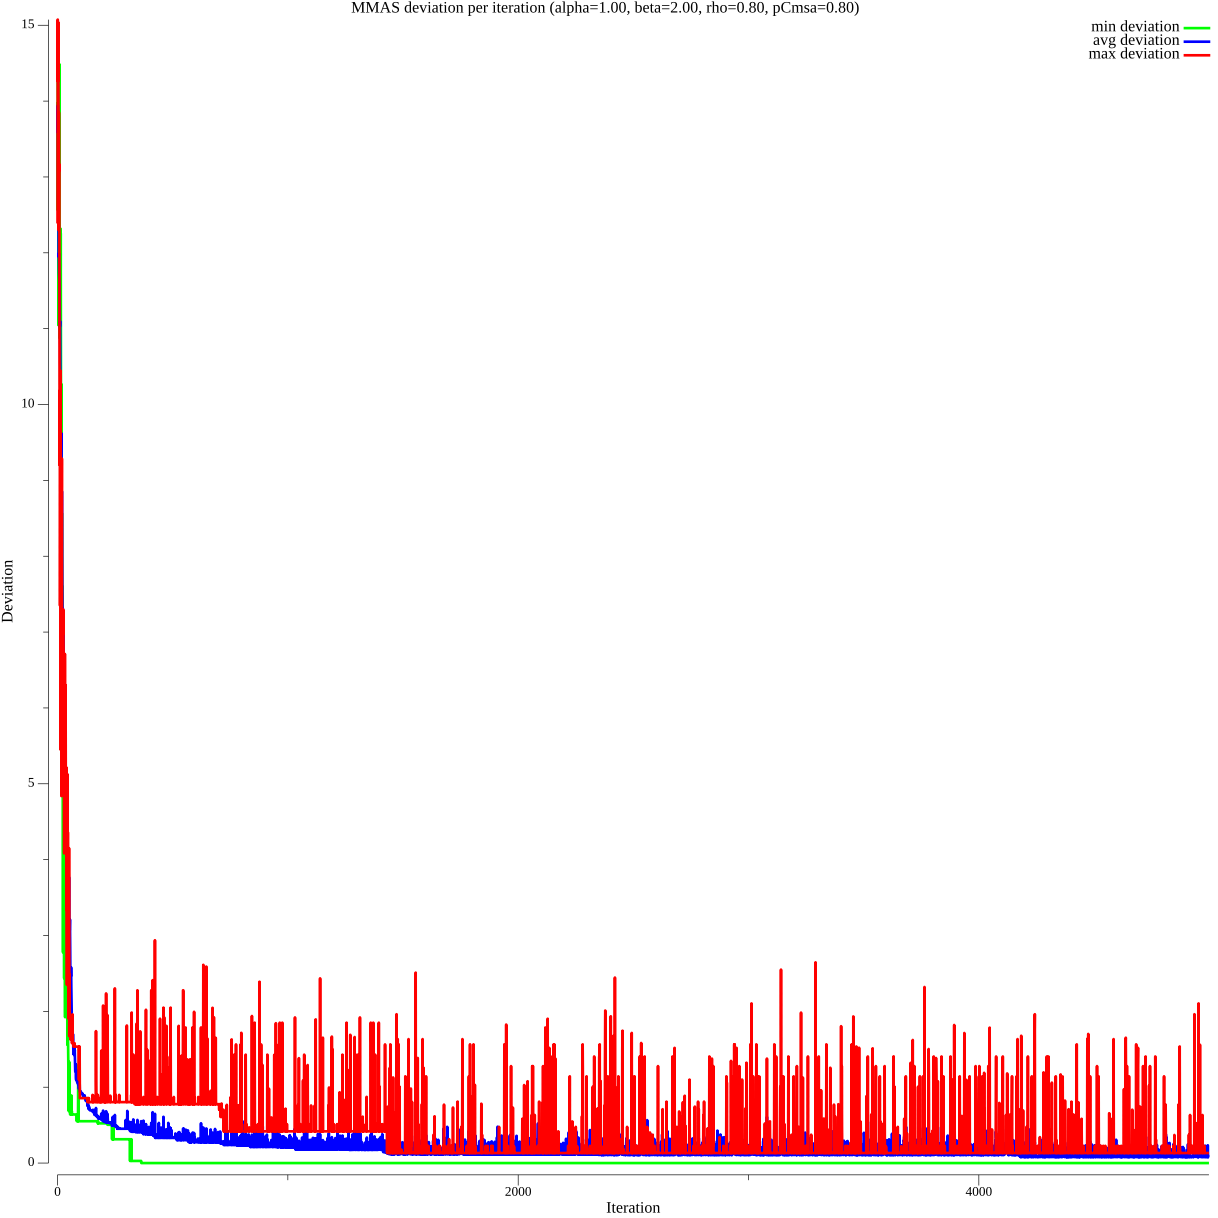 MMAS deviation per iteration (alpha=1.00, beta=2.00, rho=0.80, pCmsa=0.80)
min deviation
avg deviation
max deviation
15
10
5
0
Deviation
0 2000 4000
Iteration